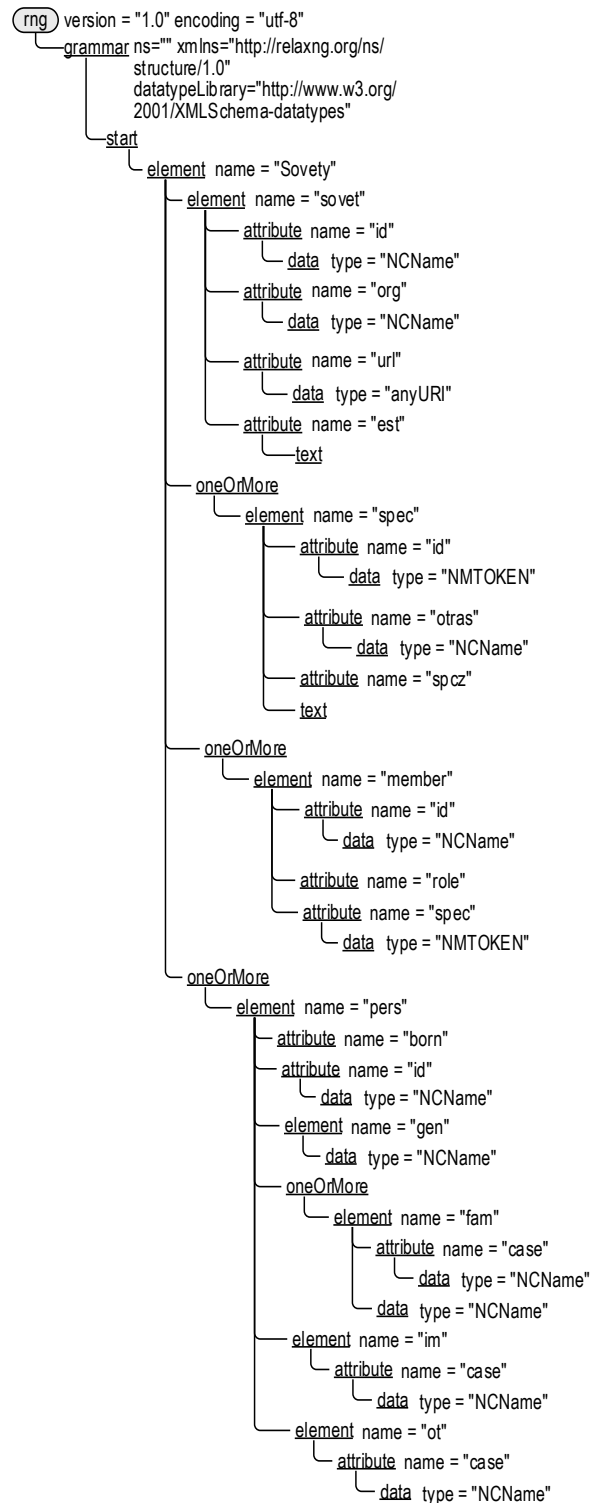 rng version = "1.0" encoding = "utf-8"
grammar ns="" xmlns="http://relaxng.org/ns/
structure/1.0"
datatypeLibrary="http://www.w3.org/
2001/XMLSchema-datatypes"
start
element name = "Sovety"
element name = "sovet"
attribute name = "id"
data type = "NCName"
attribute name = "org"
data type = "NCName"
attribute name = "url"
data type = "anyURI"
attribute name = "est"
text
oneOrMore
element name = "spec"
attribute name = "id"
data type = "NMTOKEN"
attribute name = "otras"
data type = "NCName"
attribute name = "spcz"
text
oneOrMore
element name = "member"
attribute name = "id"
data type = "NCName"
attribute name = "role"
attribute name = "spec"
data type = "NMTOKEN"
oneOrMore
element name = "pers"
attribute name = "born"
attribute name = "id"
data type = "NCName"
element name = "gen"
data type = "NCName"
oneOrMore
element name = "fam"
attribute name = "case"
data type = "NCName"
data type = "NCName"
element name = "im"
attribute name = "case"
data type = "NCName"
element name = "ot"
attribute name = "case"
data type = "NCName"